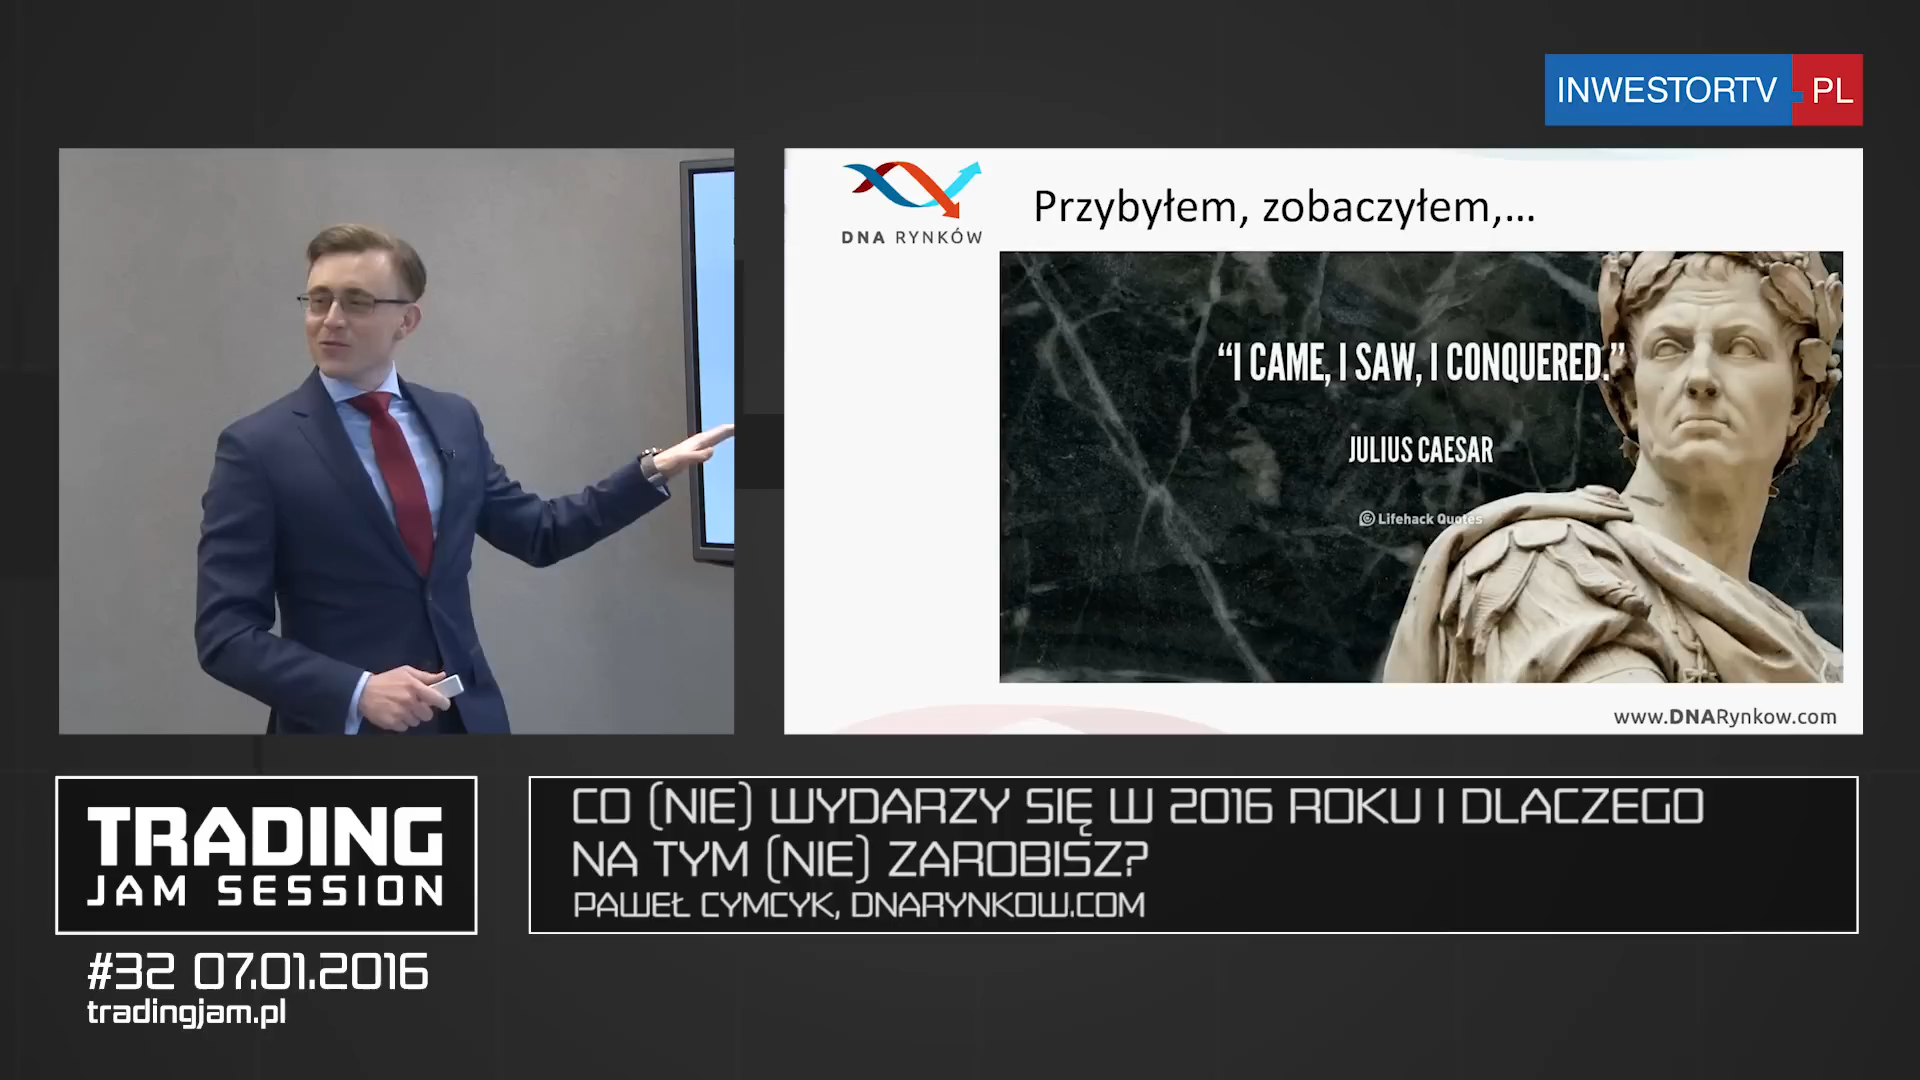 INWESTORTV.PL
DNA RYNKÓW
Przybyłem, zobaczyłem,...
“I CAME, I SAW, I CONQUERED.”
JULIUS CAESAR
Lifehack Quotes
www.DNARynkow.com
TRADING
JAM SESSION
#32 07.01.2016
tradingjam.pl
CO (NIE) WYDARZY SIĘ W 2016 ROKU I DLACZEGO
NA TYM (NIE) ZAROBISZ?
PAWEŁ CYMCYK, DNARYNKOW.COM